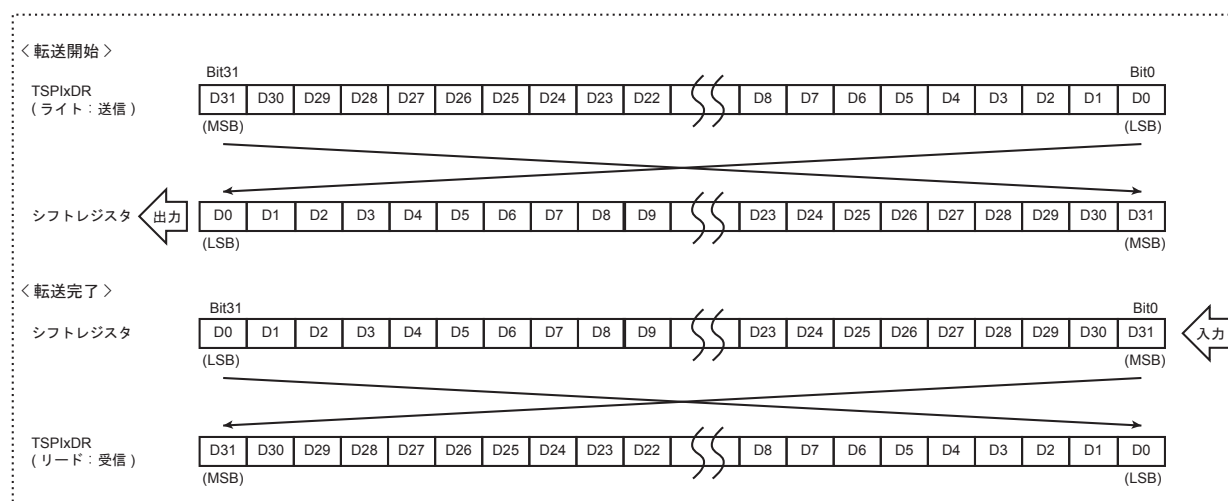 〈転送開始〉
Bit31 Bit0
TSPIxDR
(ライト:送信)
D31 D30 D29 D28 D27 D26 D25 D24 D23 D22 D8 D7 D6 D5 D4 D3 D2 D1 D0
(MSB) (LSB)
シフトレジスタ 出力 D0 D1 D2 D3 D4 D5 D6 D7 D8 D9 D23 D24 D25 D26 D27 D28 D29 D30 D31
(LSB) (MSB)
〈転送完了〉
Bit31 Bit0
シフトレジスタ D0 D1 D2 D3 D4 D5 D6 D7 D8 D9 D23 D24 D25 D26 D27 D28 D29 D30 D31 入力
(LSB) (MSB)
TSPIxDR
(リード:受信)
D31 D30 D29 D28 D27 D26 D25 D24 D23 D22 D8 D7 D6 D5 D4 D3 D2 D1 D0
(MSB) (LSB)